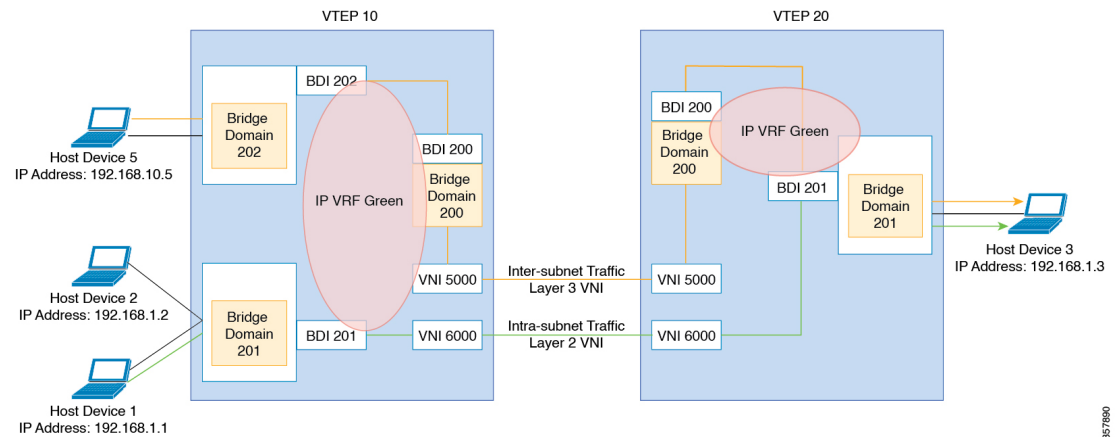 VTEP 10
VTEP 20
BDI 202
Bridge
Domain
202
Host Device 5
IP Address: 192.168.10.5
IP VRF Green
BDI 200
Bridge
Domain
200
VNI 5000
Inter-subnet Traffic
Layer 3 VNI
Host Device 2
IP Address: 192.168.1.2
Bridge
Domain
201
BDI 201
VNI 6000
Intra-subnet Traffic
Layer 2 VNI
Host Device 1
IP Address: 192.168.1.1
BDI 200
Bridge
Domain
200
IP VRF Green
BDI 201
Bridge
Domain
201
VNI 5000
VNI 6000
Host Device 3
IP Address: 192.168.1.3
357890